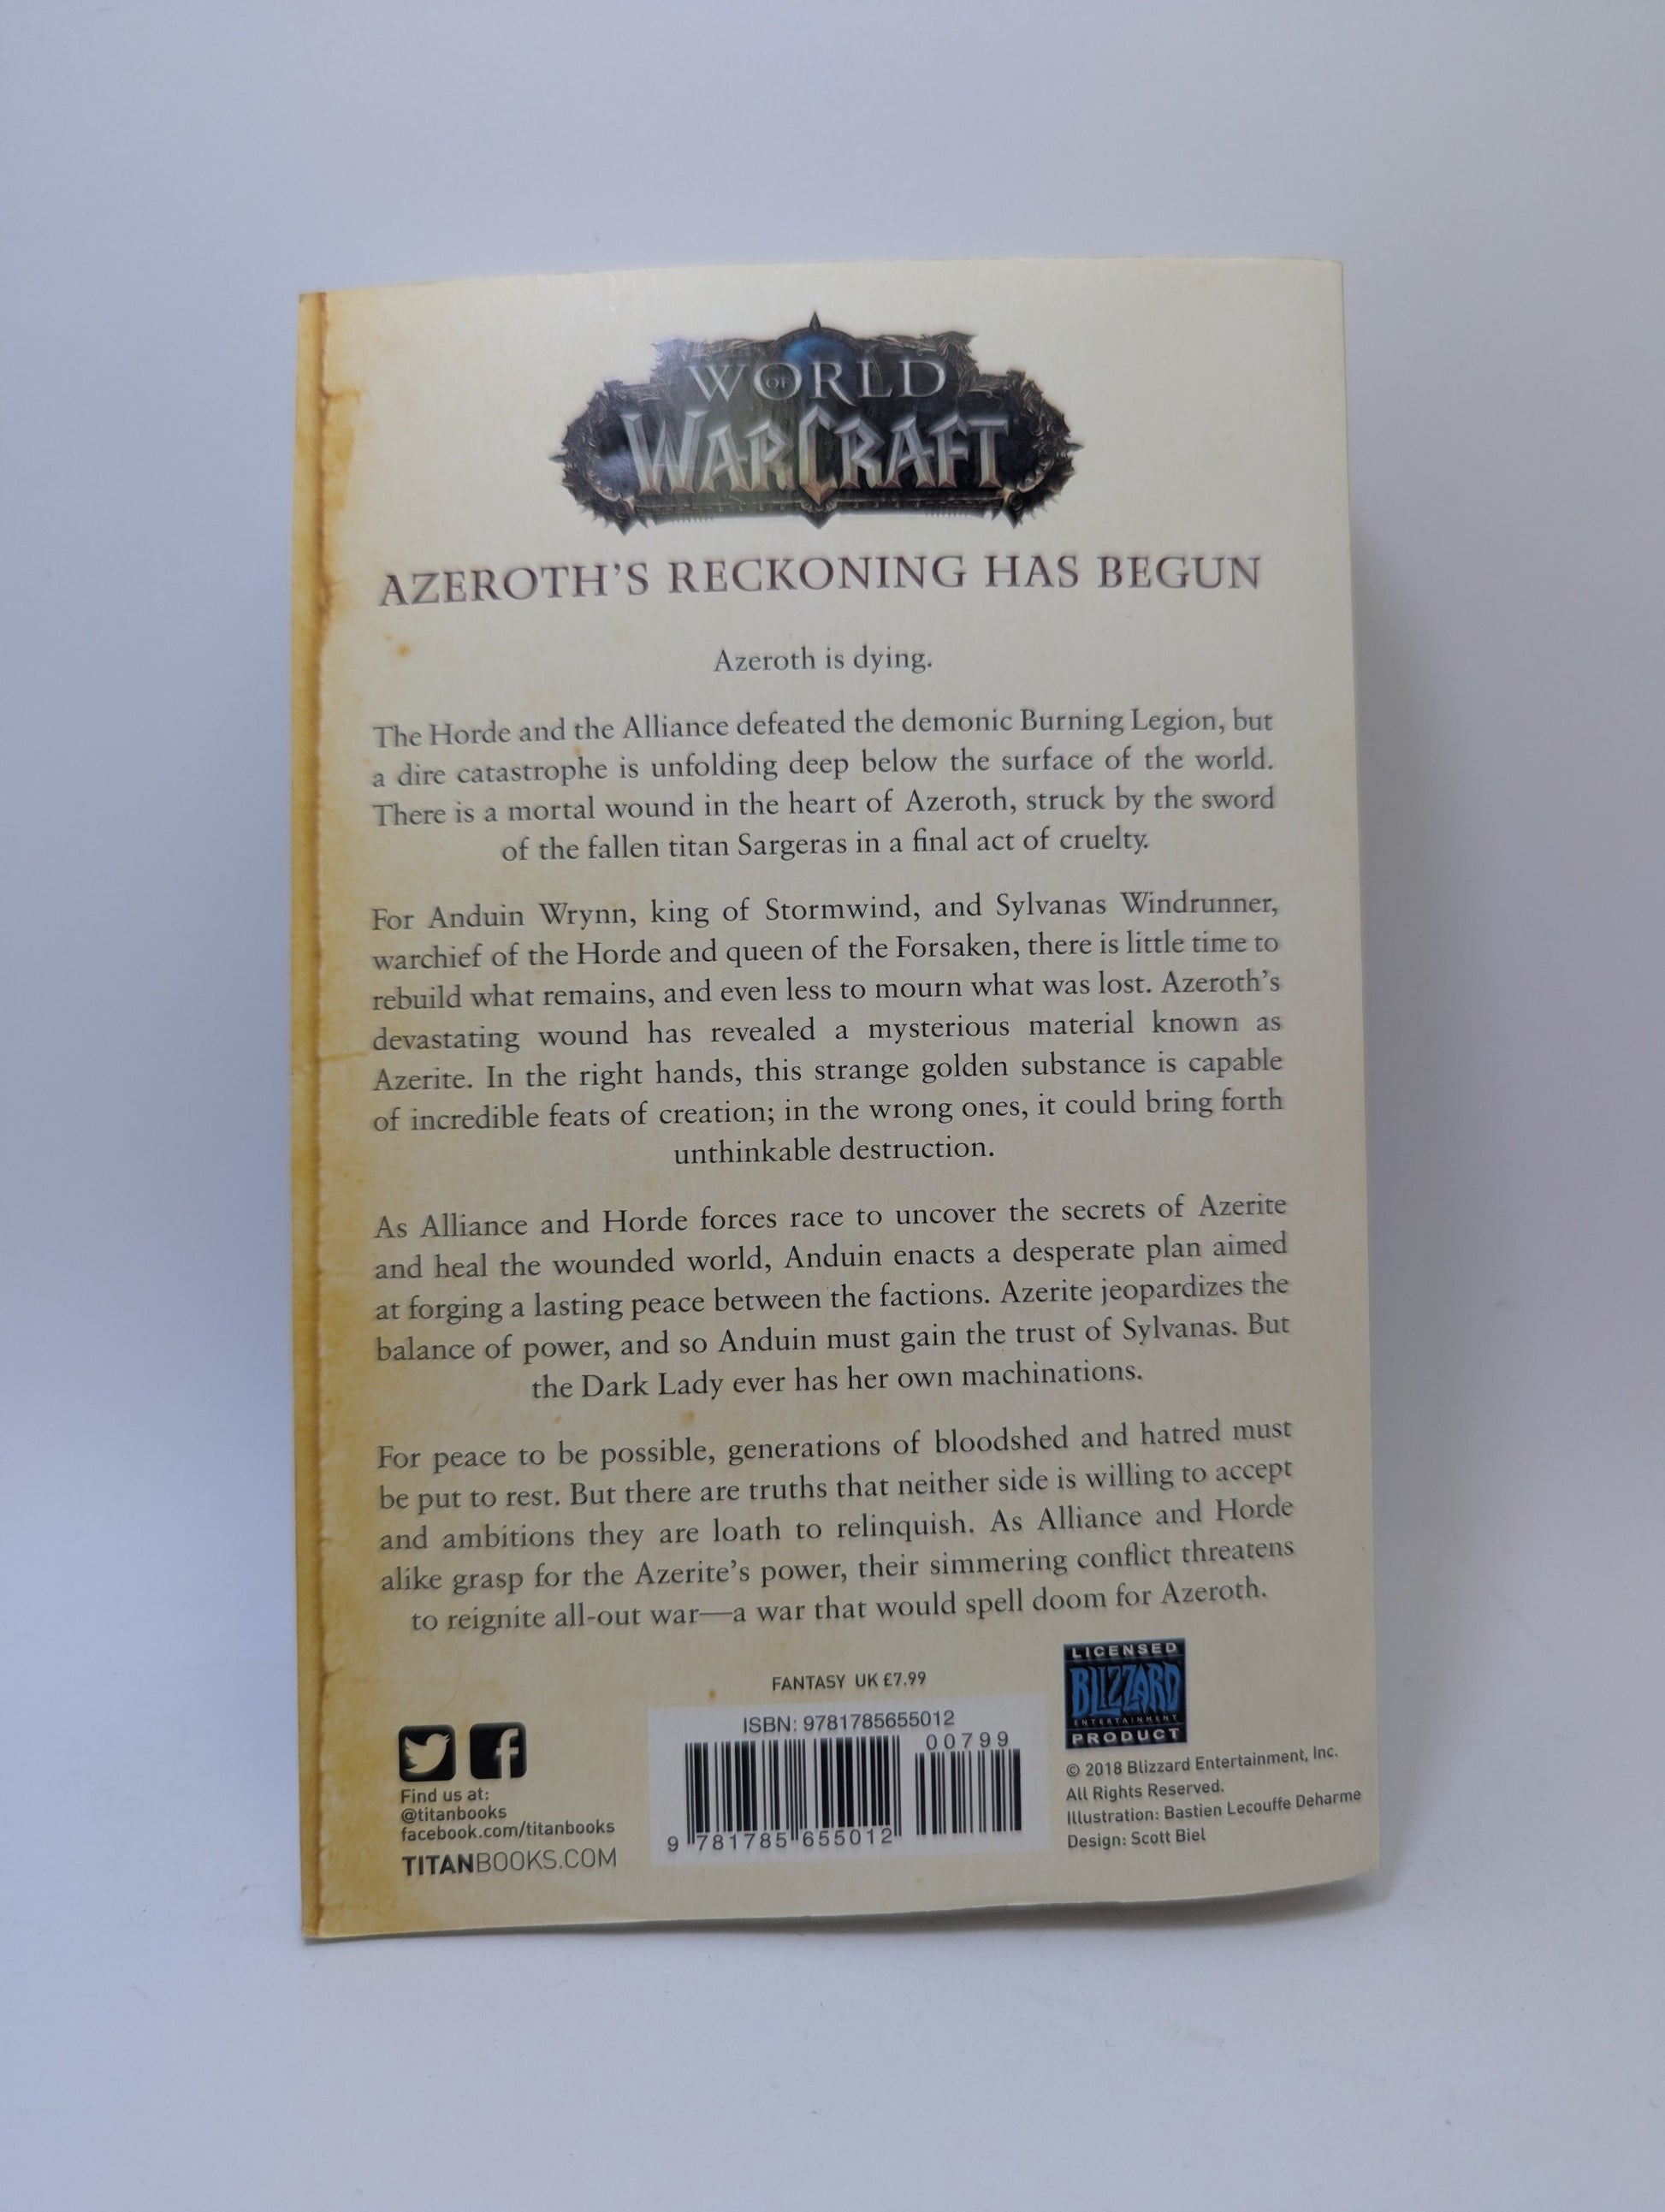 WORLD
OF
WARCRAFT
AZEROTH'S RECKONING HAS BEGUN
Azeroth is dying.
The Horde and the Alliance defeated the demonic Burning Legion, but
a dire catastrophe is unfolding deep below the surface of the world.
There is a mortal wound in the heart of Azeroth, struck by the sword
of the fallen titan Sargeras in a final act of cruelty.
For Anduin Wrynn, king of Stormwind, and Sylvanas Windrunner,
warchief of the Horde and queen of the Forsaken, there is little time to
rebuild what remains, and even less to mourn what was lost. Azeroth's
devastating wound has revealed a mysterious material known as
Azerite. In the right hands, this strange golden substance is capable
of incredible feats of creation; in the wrong ones, it could bring forth
unthinkable destruction.
As Alliance and Horde forces race to uncover the secrets of Azerite
and heal the wounded world, Anduin enacts a desperate plan aimed
at forging a lasting peace between the factions. Azerite jeopardizes the
balance of power, and so Anduin must gain the trust of Sylvanas. But
the Dark Lady ever has her own machinations.
For peace to be possible, generations of bloodshed and hatred must
be put to rest. But there are truths that neither side is willing to accept
and ambitions they are loath to relinquish. As Alliance and Horde
alike grasp for the Azerite's power, their simmering conflict threatens
to reignite all-out war—a war that would spell doom for Azeroth.
Find us at:
@titanbooks
facebook.com/titanbooks
TITANBOOKS.COM
FANTASY UK £7.99
ISBN: 9781785655012
00799
9 781785 655012
LICENSED
BLIZZARD
ENTERTAINMENT
PRODUCT
© 2018 Blizzard Entertainment, Inc.
All Rights Reserved.
Illustration: Bastien Lecouffe Deharme
Design: Scott Biel